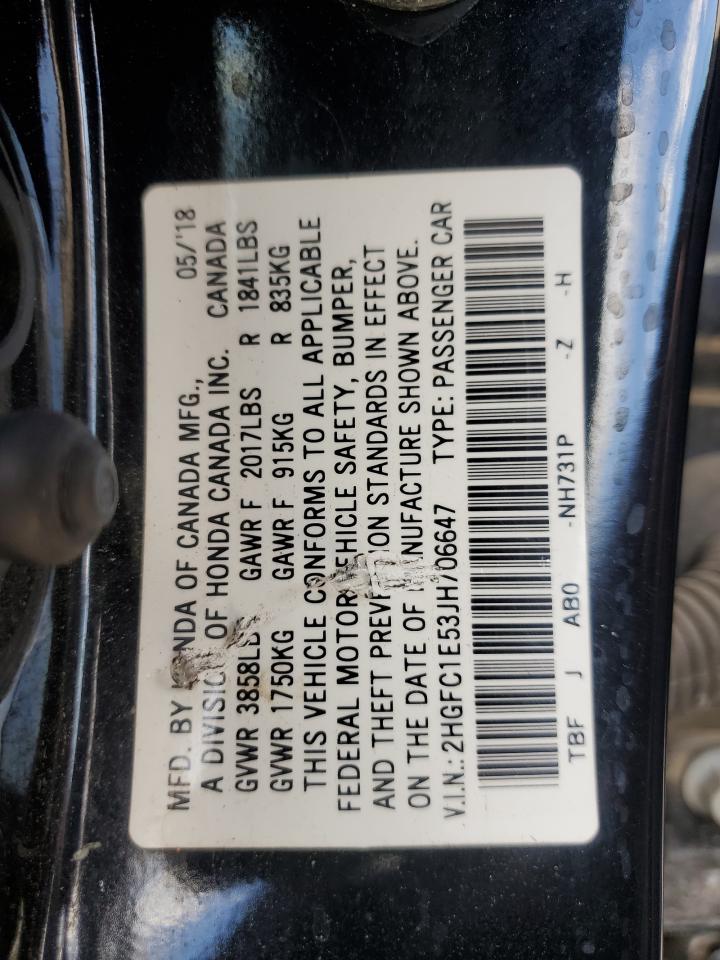 MFD. BY HONDA OF CANADA MFG., 05/'18
A DIVISION OF HONDA CANADA INC. CANADA
GVWR 3858LBS GAWR F 2017LBS R 1841LBS
GVWR 1750KG GAWR F 915KG R 835KG
THIS VEHICLE CONFORMS TO ALL APPLICABLE
FEDERAL MOTOR VEHICLE SAFETY, BUMPER,
AND THEFT PREVENTION STANDARDS IN EFFECT
ON THE DATE OF MANUFACTURE SHOWN ABOVE.
V.I.N.: 2HGFC1E53JH706647 TYPE: PASSENGER CAR
TBF J AB0 -NH731P -Z -H